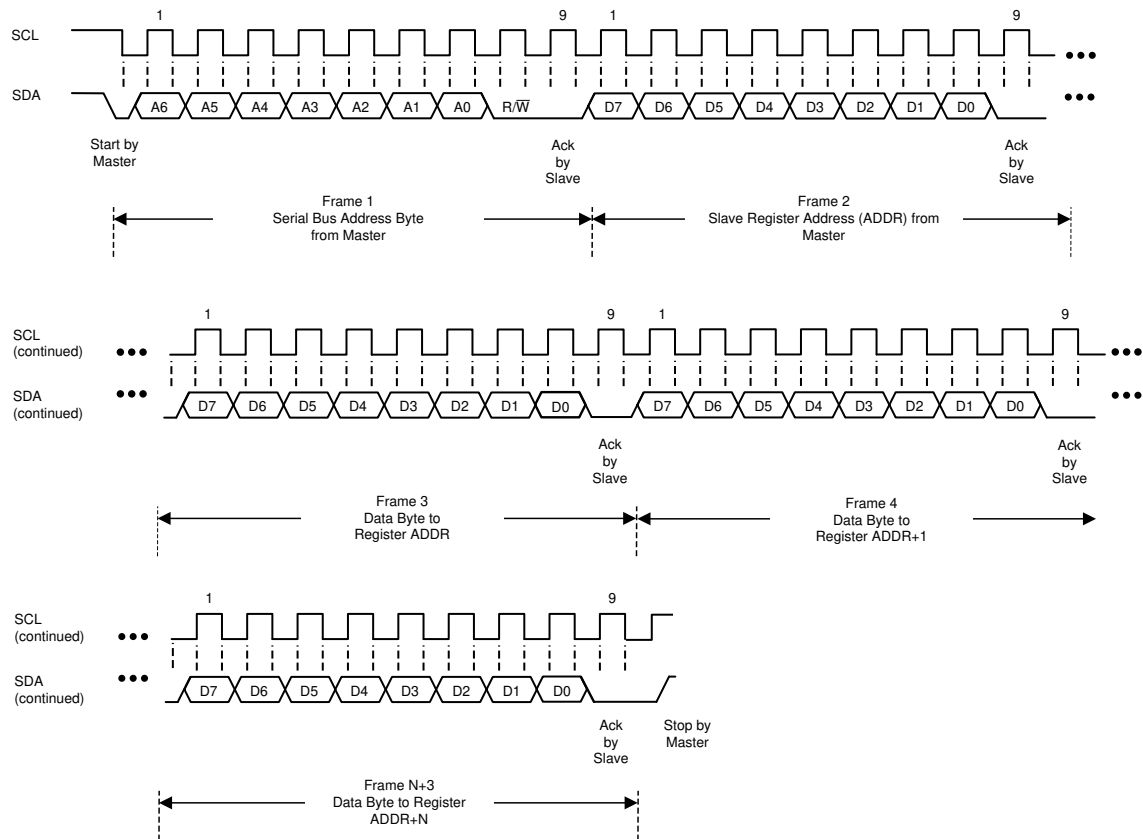 1 9 1 9
SCL
SDA
A6 A5 A4 A3 A2 A1 A0 R/W̅ D7 D6 D5 D4 D3 D2 D1 D0
Start by
Master
Ack
by
Slave
Ack
by
Slave
Frame 1
Serial Bus Address Byte
from Master
Frame 2
Slave Register Address (ADDR) from
Master
1 9 1 9
SCL
(continued)
SDA
(continued)
D7 D6 D5 D4 D3 D2 D1 D0 D7 D6 D5 D4 D3 D2 D1 D0
Ack
by
Slave
Ack
by
Slave
Frame 3
Data Byte to
Register ADDR
Frame 4
Data Byte to
Register ADDR+1
1 9
SCL
(continued)
SDA
(continued)
D7 D6 D5 D4 D3 D2 D1 D0
Ack
by
Slave
Stop by
Master
Frame N+3
Data Byte to Register
ADDR+N